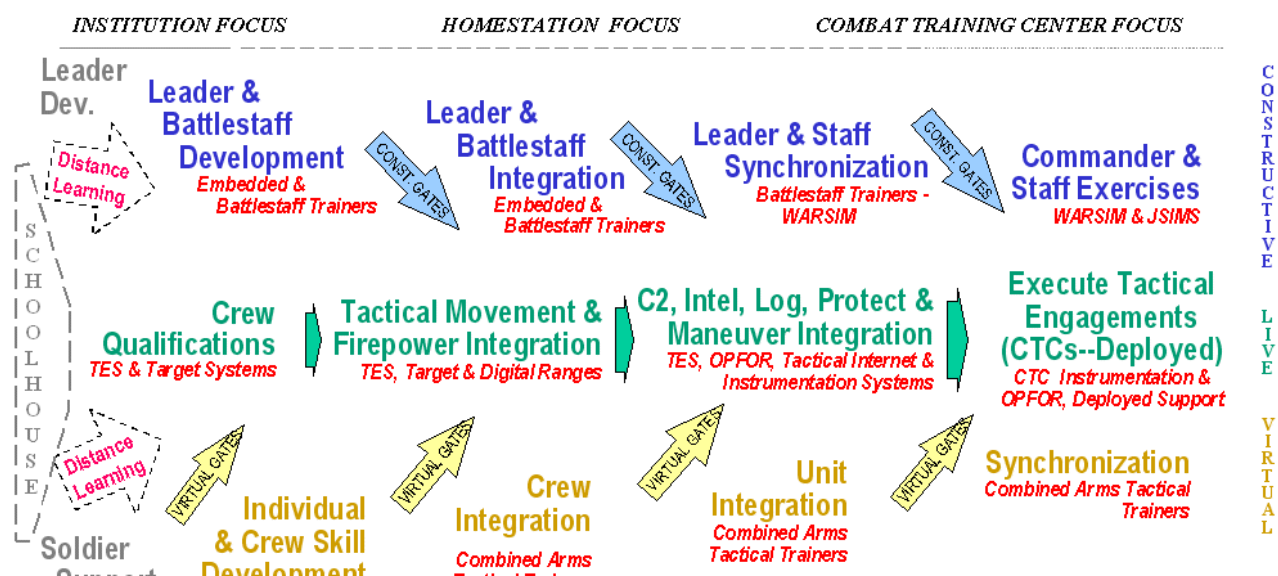 INSTITUTION FOCUS
HOMESTATION FOCUS
COMBAT TRAINING CENTER FOCUS
Leader
Dev.
Distance
Learning
Leader &
Battlestaff
Development
Embedded &
Battlestaff Trainers
CONST. GATES
Leader &
Battlestaff
Integration
Embedded &
Battlestaff Trainers
CONST. GATES
Leader & Staff
Synchronization
Battlestaff Trainers -
WARSIM
CONST. GATES
Commander &
Staff Exercises
WARSIM & JSIMS
CONSTRUCTIVE
SCHOOLHOUSE
Crew
Qualifications
TES & Target Systems
Tactical Movement &
Firepower Integration
TES, Target & Digital Ranges
C2, Intel, Log, Protect &
Maneuver Integration
TES, OPFOR, Tactical Internet &
Instrumentation Systems
Execute Tactical
Engagements
(CTCs--Deployed)
CTC Instrumentation &
OPFOR, Deployed Support
LIVE
Distance
Learning
VIRTUAL GATES
Individual
& Crew Skill
Development
VIRTUAL GATES
Crew
Integration
Combined Arms
VIRTUAL GATES
Unit
Integration
Combined Arms
Tactical Trainers
VIRTUAL GATES
Synchronization
Combined Arms Tactical
Trainers
VIRTUAL
Soldier
Support